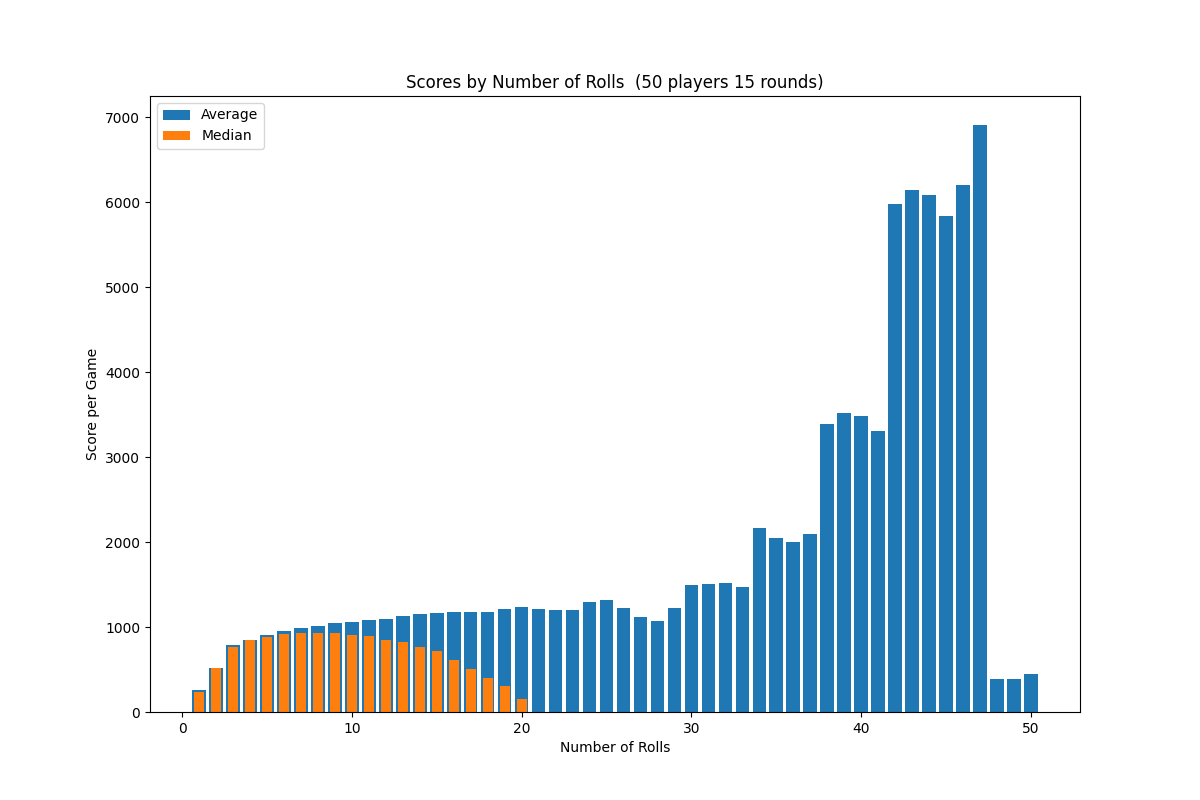 Scores by Number of Rolls  (50 players 15 rounds)
Average
Median
7000
6000
5000
4000
3000
2000
1000
0
Score per Game
0 10 20 30 40 50
Number of Rolls